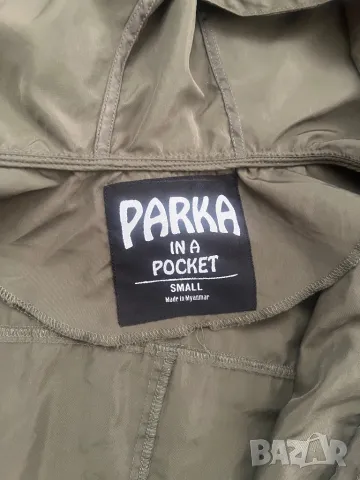 PARKA
IN A
POCKET
SMALL
Made in Myanmar
BAZAR